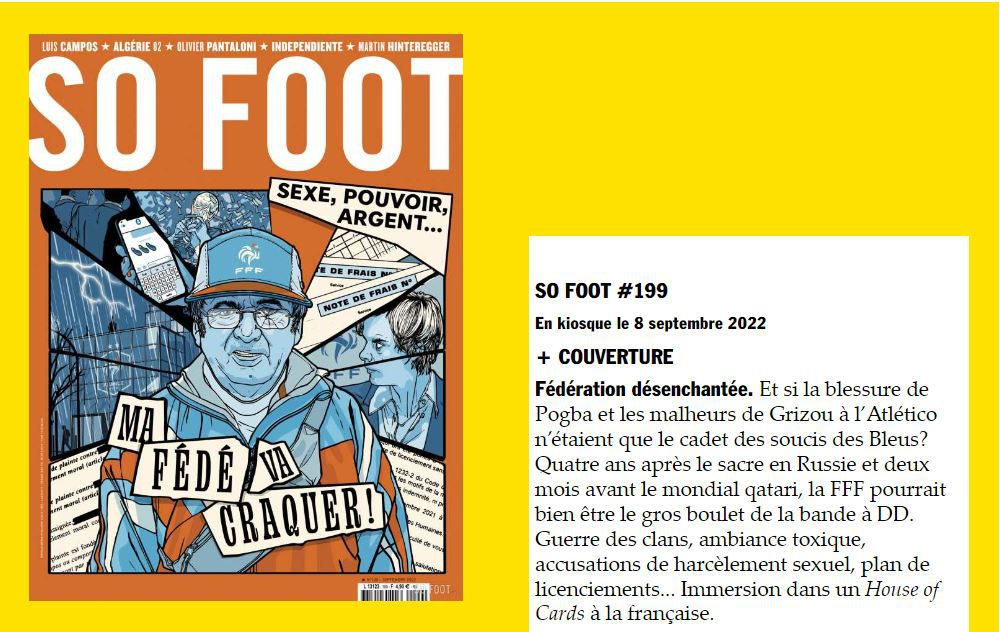 LUIS CAMPOS ★ ALGÉRIE 82 ★ OLIVIER PANTALONI ★ INDEPENDIENTE ★ MARTIN HINTEREGGER
SO FOOT
SEXE, POUVOIR,
ARGENT...
FFF
TE DE FRAIS N°
NOTE DE FRAIS N°
MA
FÉDÉ VA
CRAQUER!
SO FOOT #199
En kiosque le 8 septembre 2022
+ COUVERTURE
Fédération désenchantée. Et si la blessure de
Pogba et les malheurs de Grizou à l’Atlético
n’étaient que le cadet des soucis des Bleus?
Quatre ans après le sacre en Russie et deux
mois avant le mondial qatari, la FFF pourrait
bien être le gros boulet de la bande à DD.
Guerre des clans, ambiance toxique,
accusations de harcèlement sexuel, plan de
licenciements... Immersion dans un House of
Cards à la française.